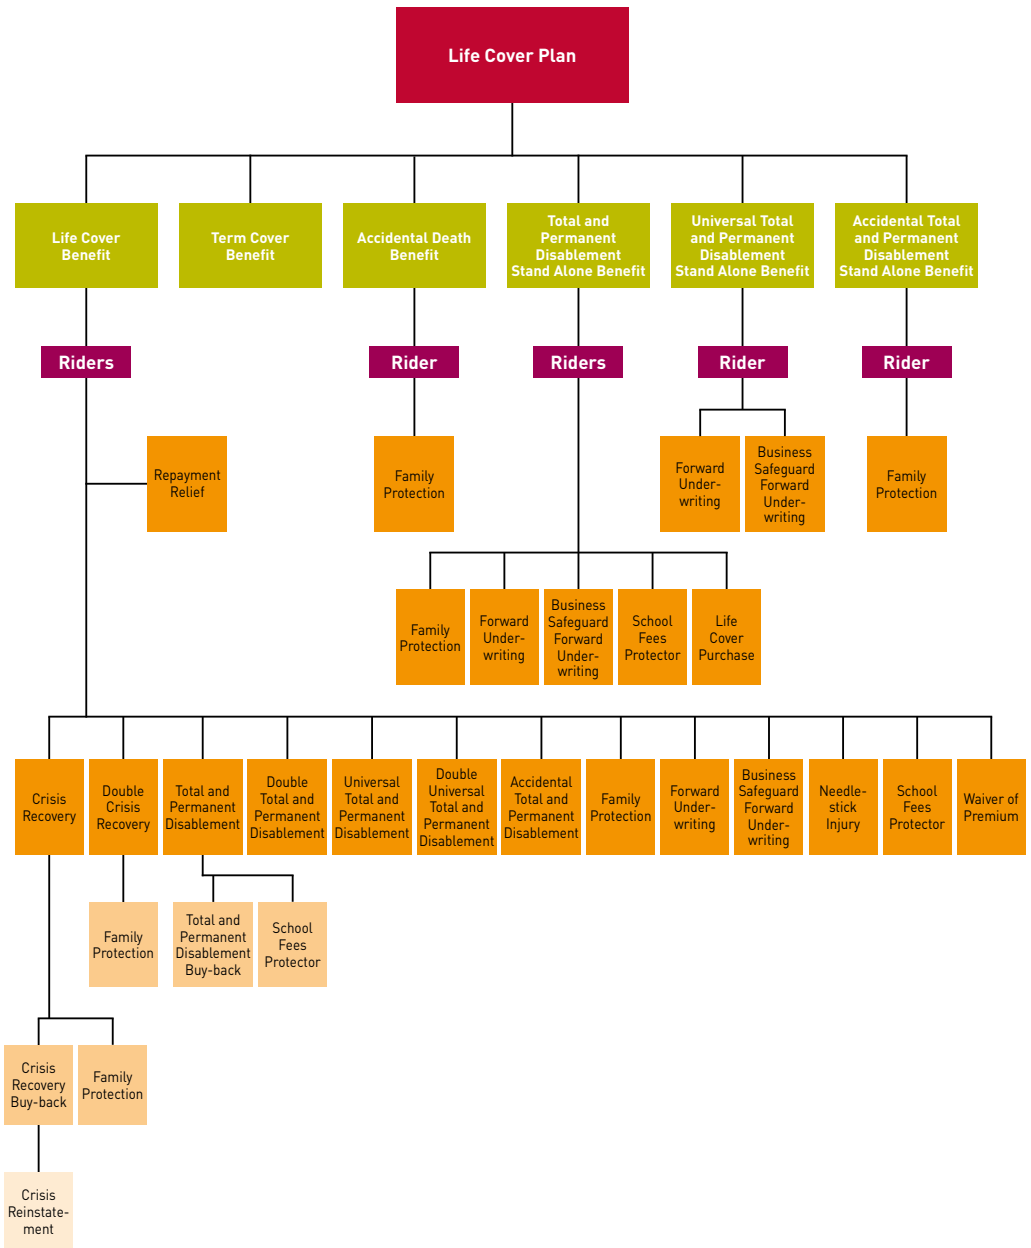 Life Cover Plan
Life Cover
Benefit
Term Cover
Benefit
Accidental Death
Benefit
Total and
Permanent
Disablement
Stand Alone Benefit
Universal Total
and Permanent
Disablement
Stand Alone Benefit
Accidental Total
and Permanent
Disablement
Stand Alone Benefit
Riders
Rider
Riders
Rider
Rider
Repayment
Relief
Family
Protection
Forward
Under-
writing
Business
Safeguard
Forward
Under-
writing
Family
Protection
Family
Protection
Forward
Under-
writing
Business
Safeguard
Forward
Under-
writing
School
Fees
Protector
Life
Cover
Purchase
Crisis
Recovery
Double
Crisis
Recovery
Total and
Permanent
Disablement
Double
Total and
Permanent
Disablement
Universal
Total and
Permanent
Disablement
Double
Universal
Total and
Permanent
Disablement
Accidental
Total and
Permanent
Disablement
Family
Protection
Forward
Under-
writing
Business
Safeguard
Forward
Under-
writing
Needle-
stick
Injury
School
Fees
Protector
Waiver of
Premium
Family
Protection
Total and
Permanent
Disablement
Buy-back
School
Fees
Protector
Crisis
Recovery
Buy-back
Family
Protection
Crisis
Reinstate-
ment